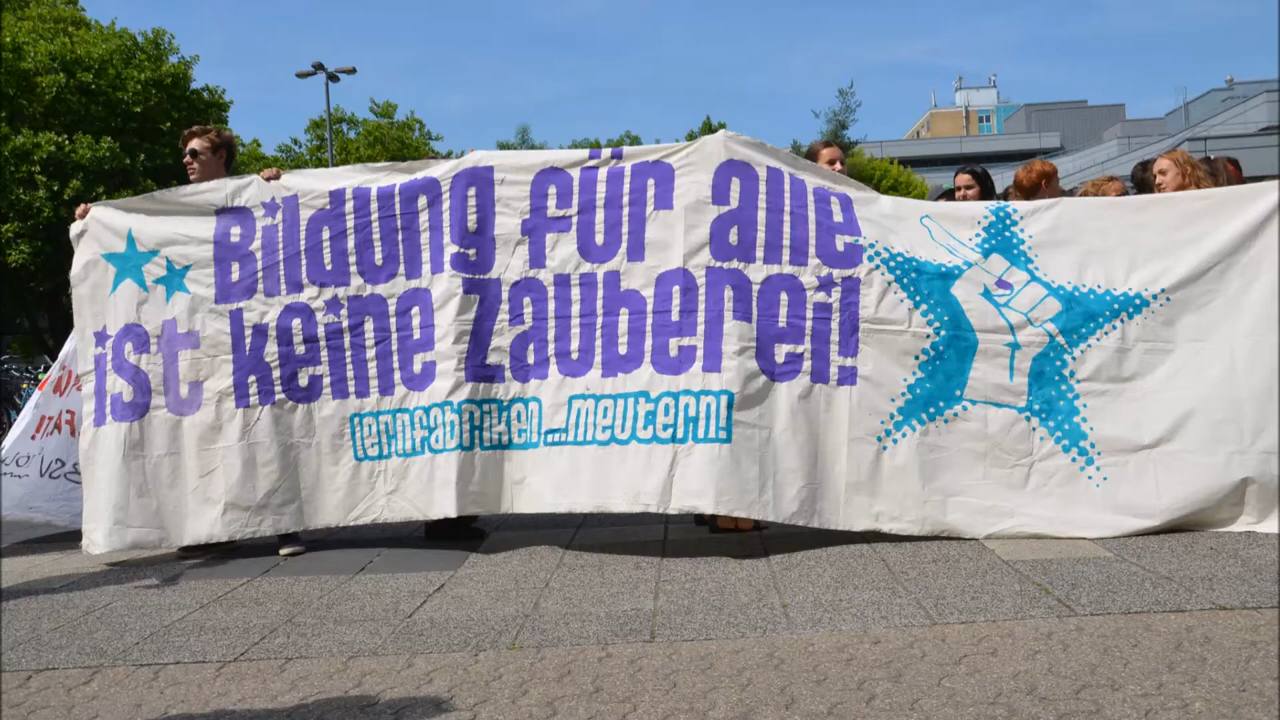 Bildung für alle
ist keine Zauberei!
lernfabriken ...meutern!